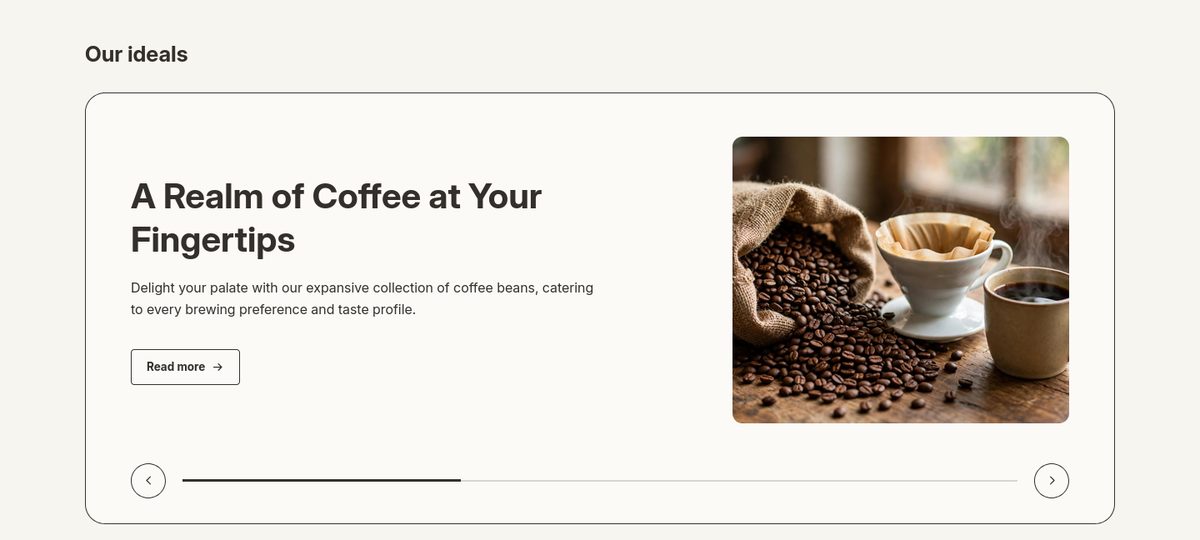 Our ideals
A Realm of Coffee at Your
Fingertips
Delight your palate with our expansive collection of coffee beans, catering
to every brewing preference and taste profile.
Read more →